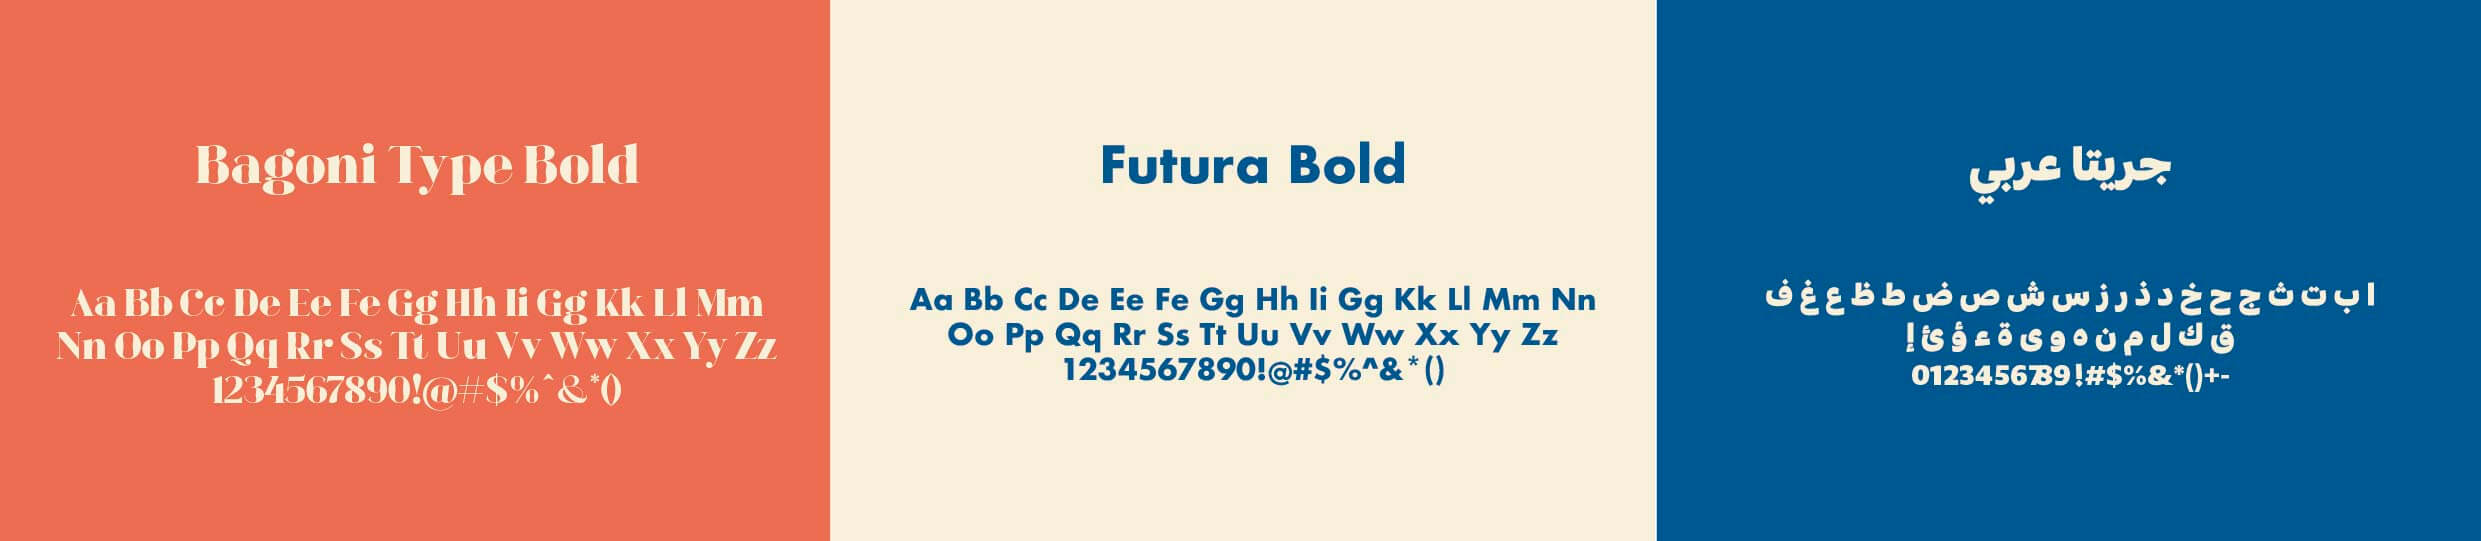 Bagoni Type Bold
Aa Bb Cc De Ee Fe Gg Hh Ii Gg Kk Ll Mm
Nn Oo Pp Qq Rr Ss Tt Uu Vv Ww Xx Yy Zz
1234567890!@#$%^&*()
Futura Bold
Aa Bb Cc De Ee Fe Gg Hh Ii Gg Kk Ll Mm Nn
Oo Pp Qq Rr Ss Tt Uu Vv Ww Xx Yy Zz
1234567890!@#$%^&*()
جريتا عربي
ا ب ت ث ج ح خ د ذ ر ز س ش ص ض ط ظ ع غ ف
ق ك ل م ن ه و ى ة ء ؤ ئ إ
0123456789!#$%&*()+-